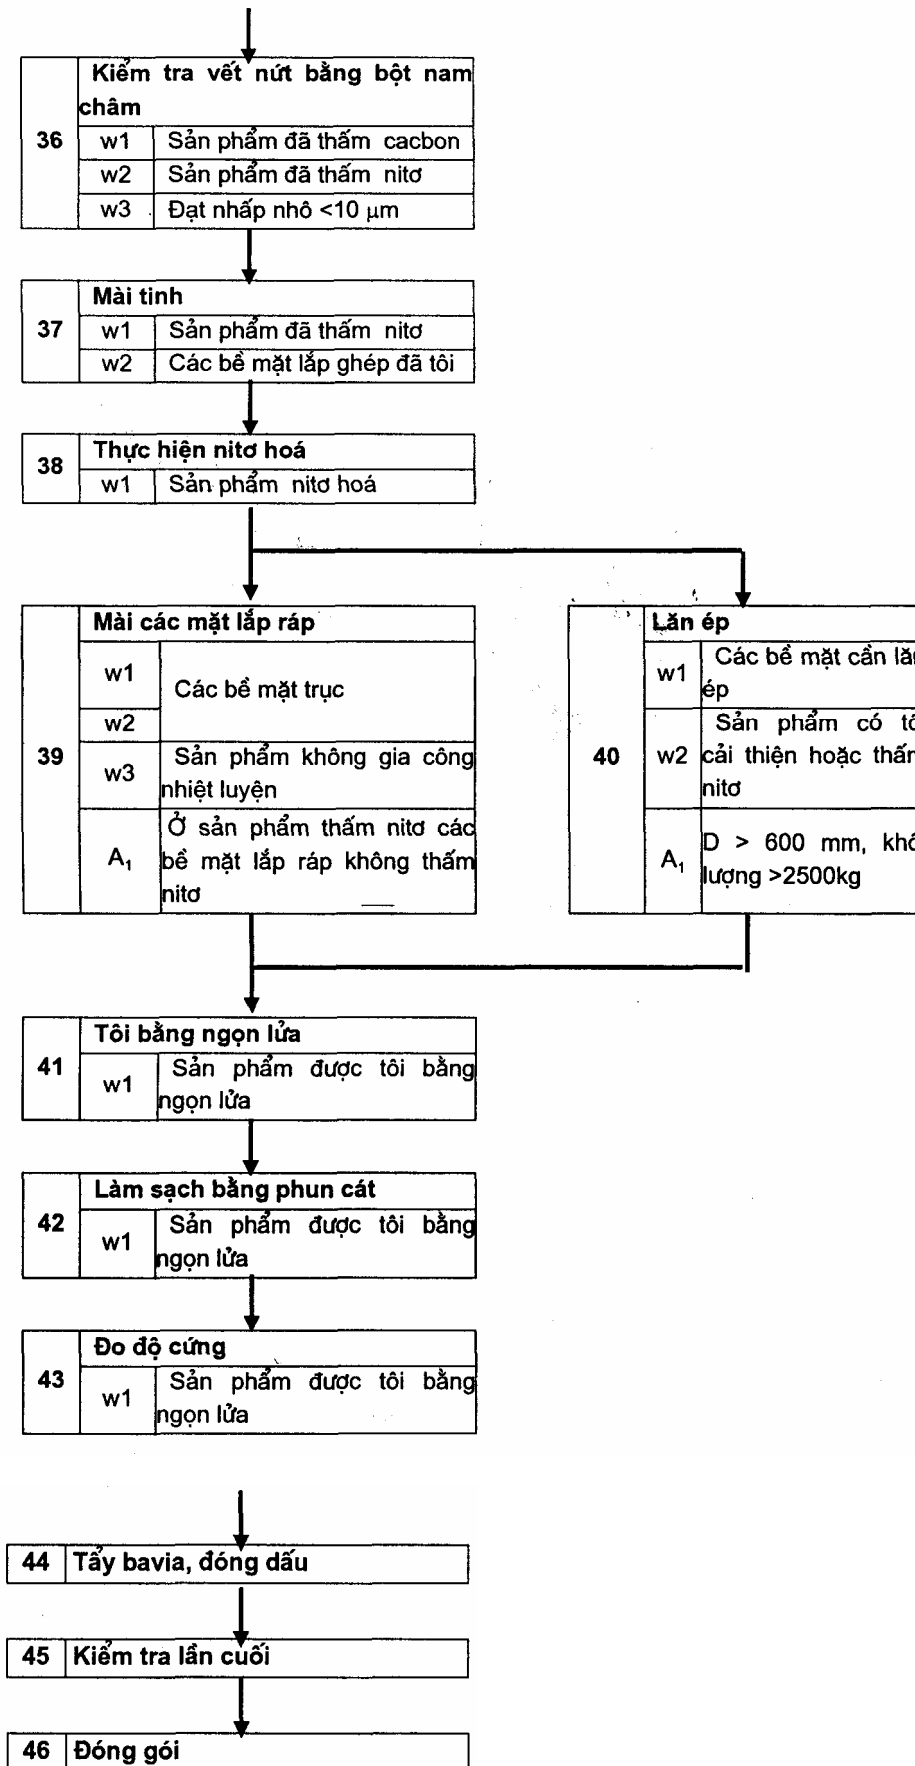 Kiểm tra vết nứt bằng bột nam
châm
36
w1 Sản phẩm đã thấm cacbon
w2 Sản phẩm đã thấm nitơ
w3 Đạt nhấp nhô <10 μm
Mài tinh
37
w1 Sản phẩm đã thấm nitơ
w2 Các bề mặt lắp ghép đã tôi
38
Thực hiện nitơ hoá
w1 Sản phẩm nitơ hoá
Mài các mặt lắp ráp
w1
Các bề mặt trục
w2
39
w3
Sản phẩm không gia công
nhiệt luyện
A1
Ở sản phẩm thấm nitơ các
bề mặt lắp ráp không thấm
nitơ
Lăn ép
w1
Các bề mặt cần
ép
40
w2
Sản phẩm có
cải thiện hoặc
nitơ
A1
D > 600 mm,
lượng >2500kg
Tôi bằng ngọn lửa
41
w1
Sản phẩm được tôi bằng
ngọn lửa
Làm sạch bằng phun cát
42
w1
Sản phẩm được tôi bằng
ngọn lửa
Đo độ cứng
43
w1
Sản phẩm được tôi bằng
ngọn lửa
44 Tẩy bavia, đóng dấu
45 Kiểm tra lần cuối
46 Đóng gói